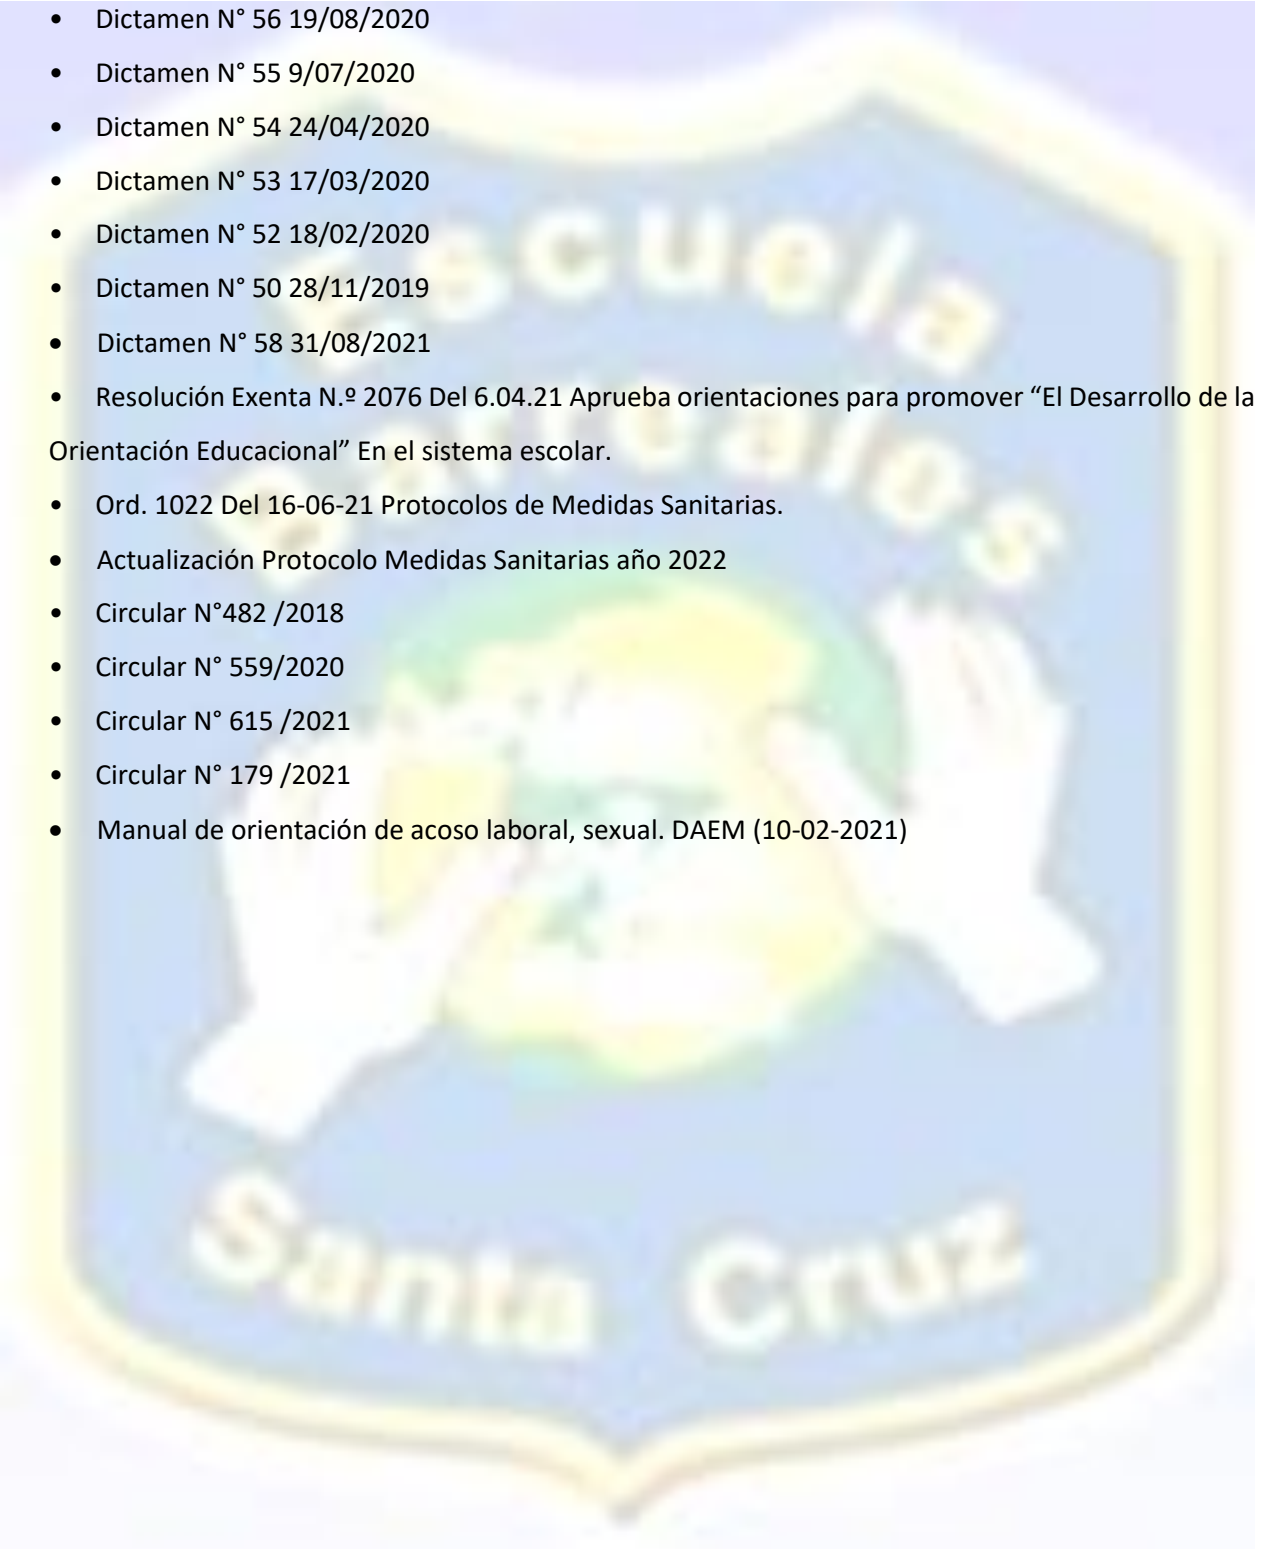 • Dictamen N° 56 19/08/2020
• Dictamen N° 55 9/07/2020
• Dictamen N° 54 24/04/2020
• Dictamen N° 53 17/03/2020
• Dictamen N° 52 18/02/2020
• Dictamen N° 50 28/11/2019
• Dictamen N° 58 31/08/2021
• Resolución Exenta N.º 2076 Del 6.04.21 Aprueba orientaciones para promover “El Desarrollo de la
Orientación Educacional” En el sistema escolar.
• Ord. 1022 Del 16-06-21 Protocolos de Medidas Sanitarias.
• Actualización Protocolo Medidas Sanitarias año 2022
• Circular N°482 /2018
• Circular N° 559/2020
• Circular N° 615 /2021
• Circular N° 179 /2021
• Manual de orientación de acoso laboral, sexual. DAEM (10-02-2021)
Escuela
Barreales
Santa Cruz